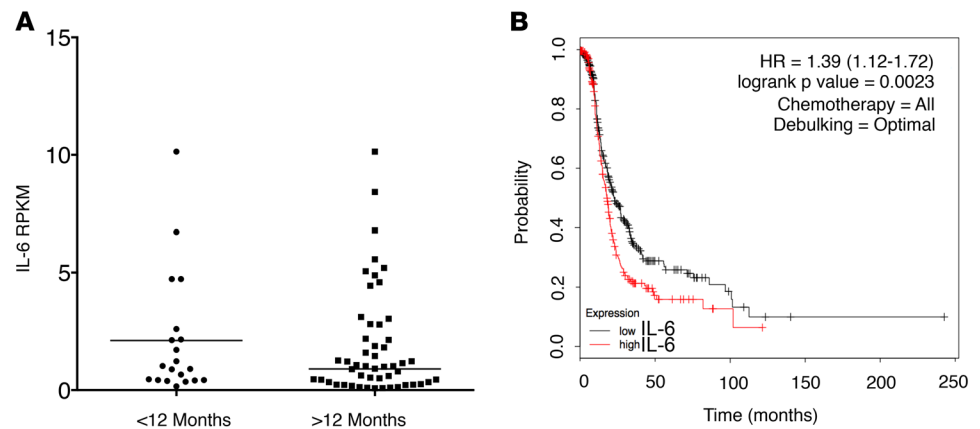 A
15
10
5
0
IL-6 RPKM
<12 Months
>12 Months
B
1.0
0.8
0.6
0.4
0.2
0.0
Probability
HR = 1.39 (1.12-1.72)
logrank p value = 0.0023
Chemotherapy = All
Debulking = Optimal
Expression
low IL-6
high IL-6
0 50 100 150 200 250
Time (months)